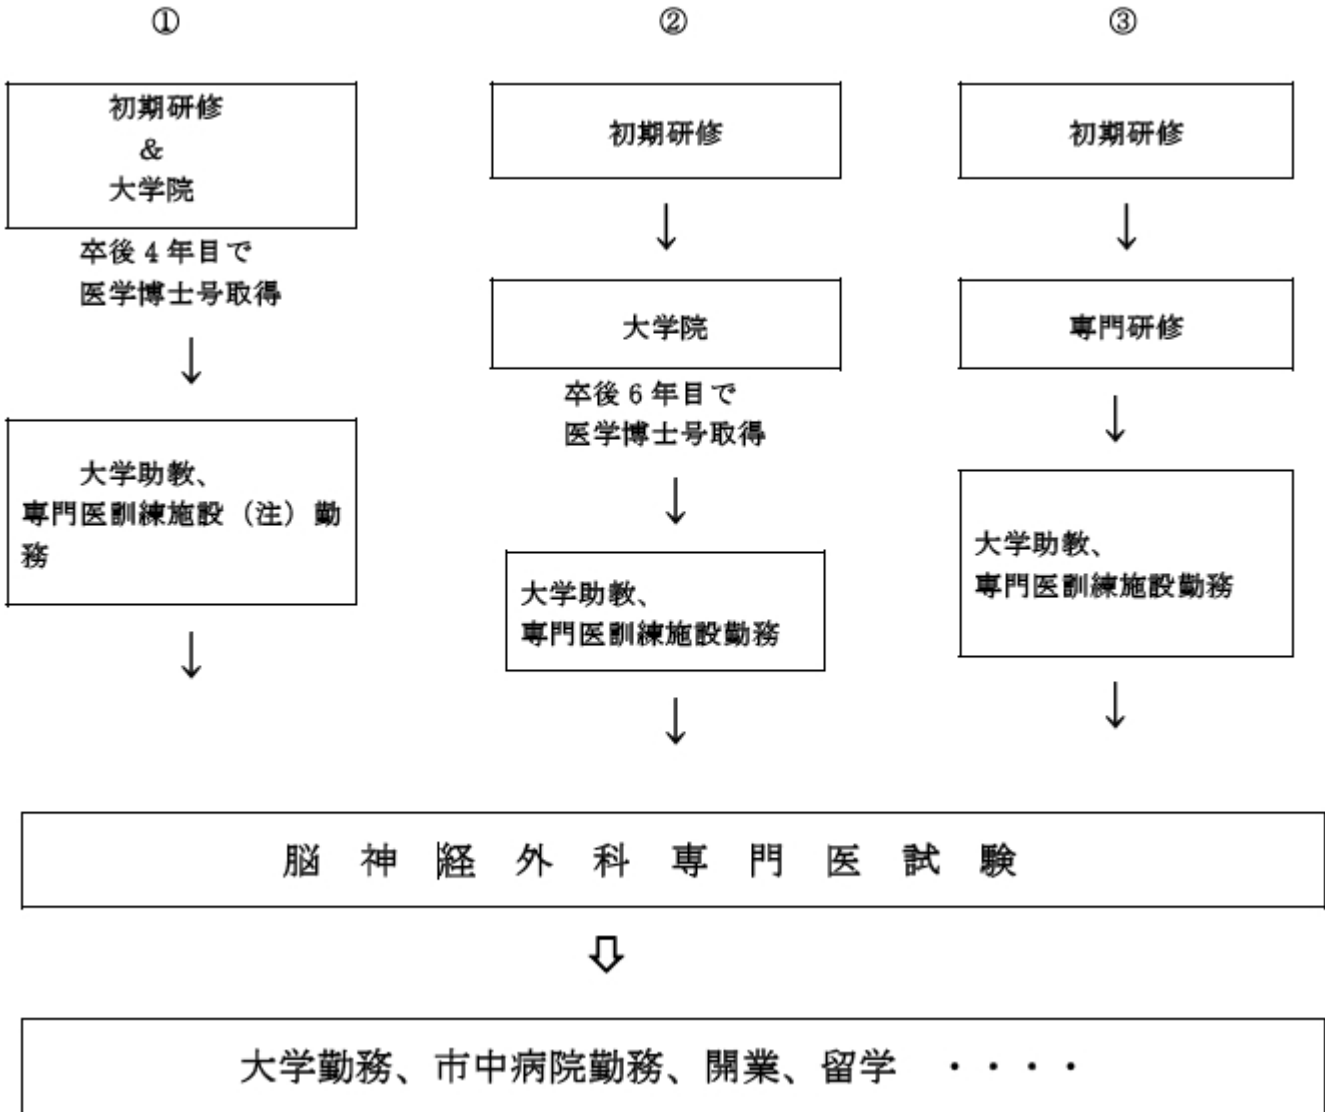 ①
初期研修
&
大学院
卒後 4 年目で
医学博士号取得
↓
大学助教、
専門医訓練施設（注）勤
務
↓
②
初期研修
↓
大学院
卒後 6 年目で
医学博士号取得
↓
大学助教、
専門医訓練施設勤務
↓
③
初期研修
↓
専門研修
↓
大学助教、
専門医訓練施設勤務
↓
脳 神 経 外 科 専 門 医 試 験
⇩
大学勤務、市中病院勤務、開業、留学 ・・・・